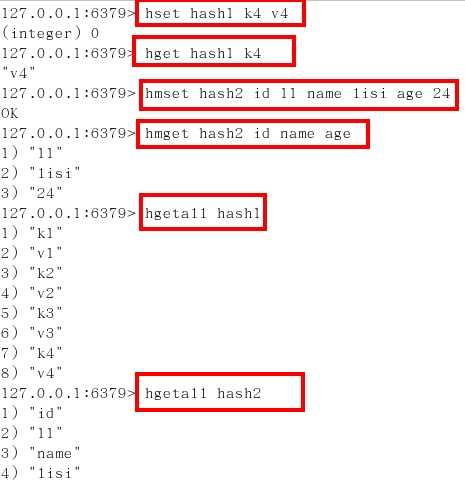 127.0.0.1:6379> hset hash1 k4 v4
(integer) 0
127.0.0.1:6379> hget hash1 k4
"v4"
127.0.0.1:6379> hmset hash2 id 11 name lisi age 24
OK
127.0.0.1:6379> hmget hash2 id name age
1) "11"
2) "lisi"
3) "24"
127.0.0.1:6379> hgetall hash1
1) "k1"
2) "v1"
3) "k2"
4) "v2"
5) "k3"
6) "v3"
7) "k4"
8) "v4"
127.0.0.1:6379> hgetall hash2
1) "id"
2) "11"
3) "name"
4) "lisi"